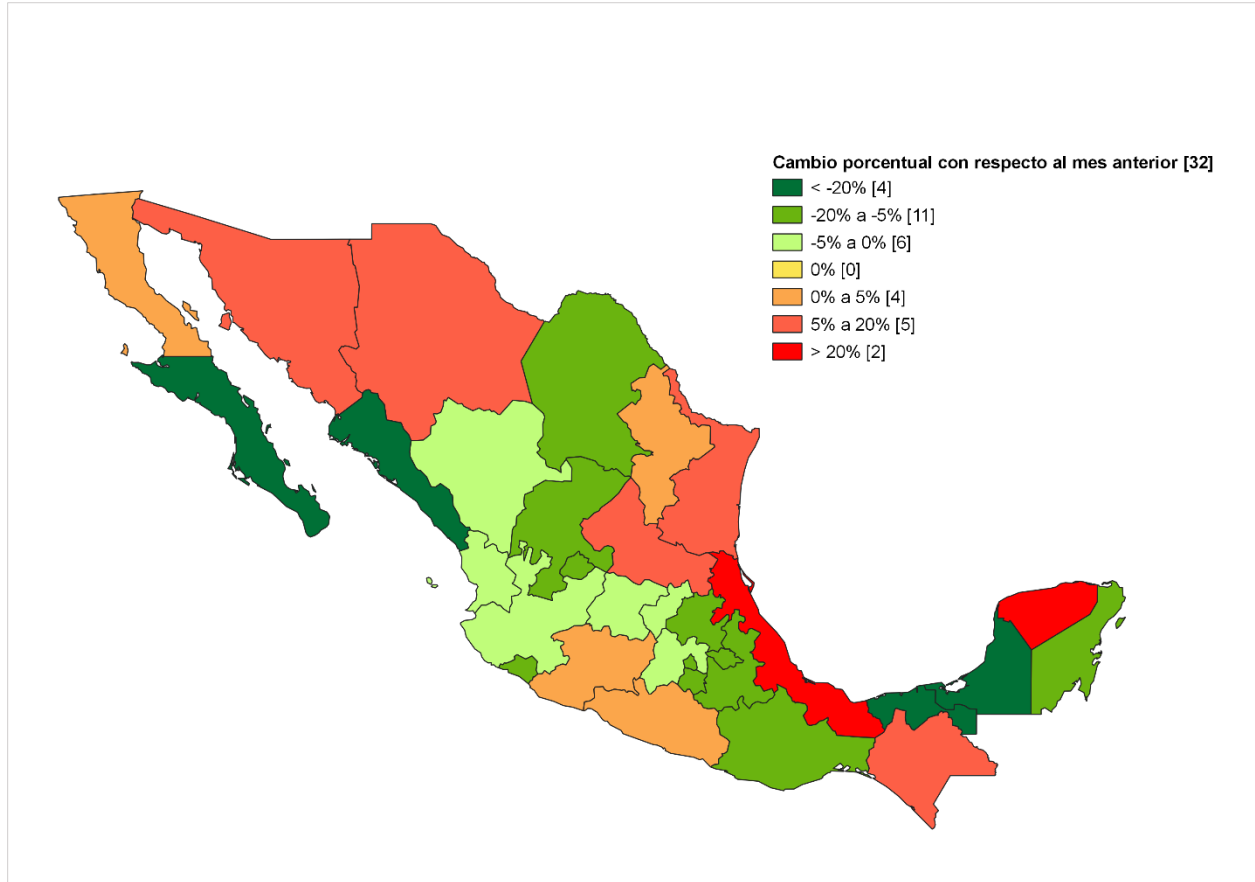 Cambio porcentual con respecto al mes anterior [32]
< -20% [4]
-20% a -5% [11]
-5% a 0% [6]
0% [0]
0% a 5% [4]
5% a 20% [5]
> 20% [2]